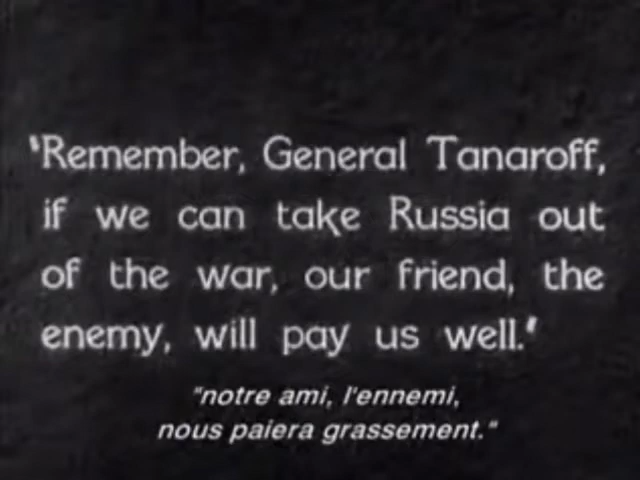 'Remember, General Tanaroff,
if we can take Russia out
of the war, our friend, the
enemy, will pay us well.'
"notre ami, l'ennemi,
nous paiera grassement."